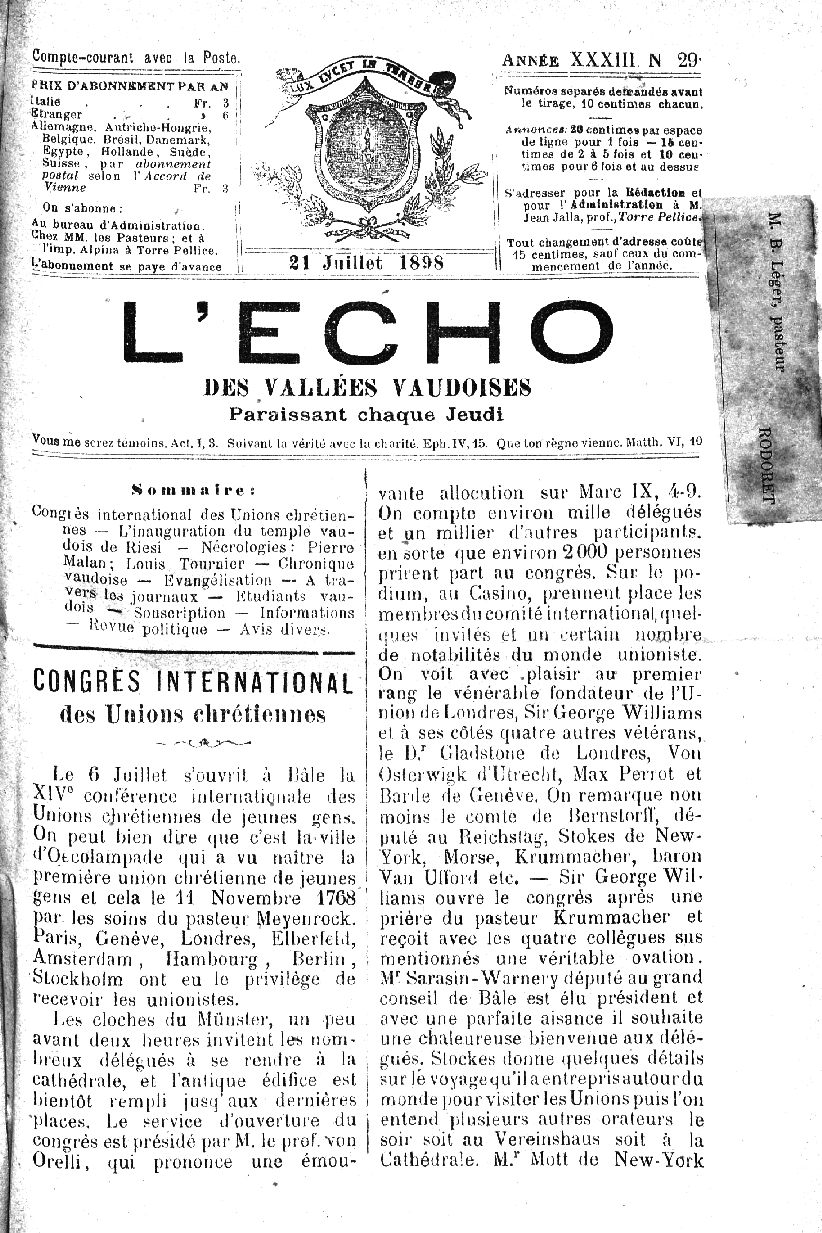 Compte-courant avec la Poste.
PRIX D'ABONNEMENT PAR AN
Italie . . . Fr. 3
Etranger . . » 6
Allemagne, Autriche-Hongrie,
Belgique, Brésil, Danemark,
Egypte, Hollande, Suède,
Suisse, par abonnement
postal selon l'Accord de
Vienne Fr. 3
On s'abonne:
Au bureau d'Administration.
Chez MM. les Pasteurs; et à
l'imp. Alpina à Torre Pellice.
L'abonnement se paye d'avance
LUX LUCET IN TENEBRIS
21 Juillet 1898
ANNÉE XXXIII. N 29.
Numéros separés demandés avant
le tirage, 10 centimes chacun.
Annonces: 20 centimes par espace
de ligne pour 1 fois — 15 cen-
times de 2 à 5 fois et 10 cen-
times pour 6 fois et au dessus
S'adresser pour la Rédaction et
pour l'Administration à M.
Jean Jalla, prof., Torre Pellice.
Tout changement d'adresse coûte
15 centimes, sauf ceux du com-
mencement de l'année.
M. B. Léger, pasteur
RODORET
L'ECHO
DES VALLÉES VAUDOISES
Paraissant chaque Jeudi
Vous me serez témoins. Act. I, 3. Suivant la vérité avec la charité. Eph. IV, 15. Que ton règne vienne. Matth. VI, 10
Sommaire:
Congrès international des Unions chrétien-
nes — L'inauguration du temple vau-
dois de Riesi — Nécrologies: Pierre
Malan; Louis Tournier — Chronique
vaudoise — Evangélisation — A tra-
vers les journaux — Etudiants vau-
dois — Souscription — Informations
— Revue politique — Avis divers.
CONGRÈS INTERNATIONAL
des Unions chrétiennes
Le 6 Juillet s'ouvrit à Bâle la
XIVe conférence internationale des
Unions chrétiennes de jeunes gens.
On peut bien dire que c'est la ville
d'Œcolampade qui a vu naître la
première union chrétienne de jeunes
gens et cela le 11 Novembre 1768
par les soins du pasteur Meyenrock.
Paris, Genève, Londres, Elberfeld,
Amsterdam, Hambourg, Berlin,
Stockholm ont eu le privilège de
recevoir les unionistes.
Les cloches du Münster, un peu
avant deux heures invitent les nom-
breux délégués à se rendre à la
cathédrale, et l'antique édifice est
bientôt rempli jusq'aux dernières
places. Le service d'ouverture du
congrès est présidé par M. le prof. von
Orelli, qui prononce une émou-
vante allocution sur Marc IX, 4-9.
On compte environ mille délégués
et un millier d'autres participants.
en sorte que environ 2000 personnes
prirent part au congrès. Sur le po-
dium, au Casino, prennent place les
membres du comité international, quel-
ques invités et un certain nombre
de notabilités du monde unioniste.
On voit avec plaisir au premier
rang le vénérable fondateur de l'U-
nion de Londres, Sir George Williams
et à ses côtés quatre autres vétérans,
le D.r Gladstone de Londres, Von
Osterwigk d'Utrecht, Max Perrot et
Barde de Genève. On remarque non
moins le comte de Bernstorff, dé-
puté au Reichstag, Stokes de New-
York, Morse, Krummacher, baron
Van Ufford etc. — Sir George Wil-
liams ouvre le congrès après une
prière du pasteur Krummacher et
reçoit avec les quatre collègues sus
mentionnés une véritable ovation.
Mr Sarasin-Warnery député au grand
conseil de Bâle est élu président et
avec une parfaite aisance il souhaite
une chaleureuse bienvenue aux délé-
gués. Stockes donne quelques détails
sur le voyage qu'il a entrepris autour du
monde pour visiter les Unions puis l'on
entend plusieurs autres orateurs le
soir soit au Vereinshaus soit à la
Cathédrale. M.r Mott de New-York